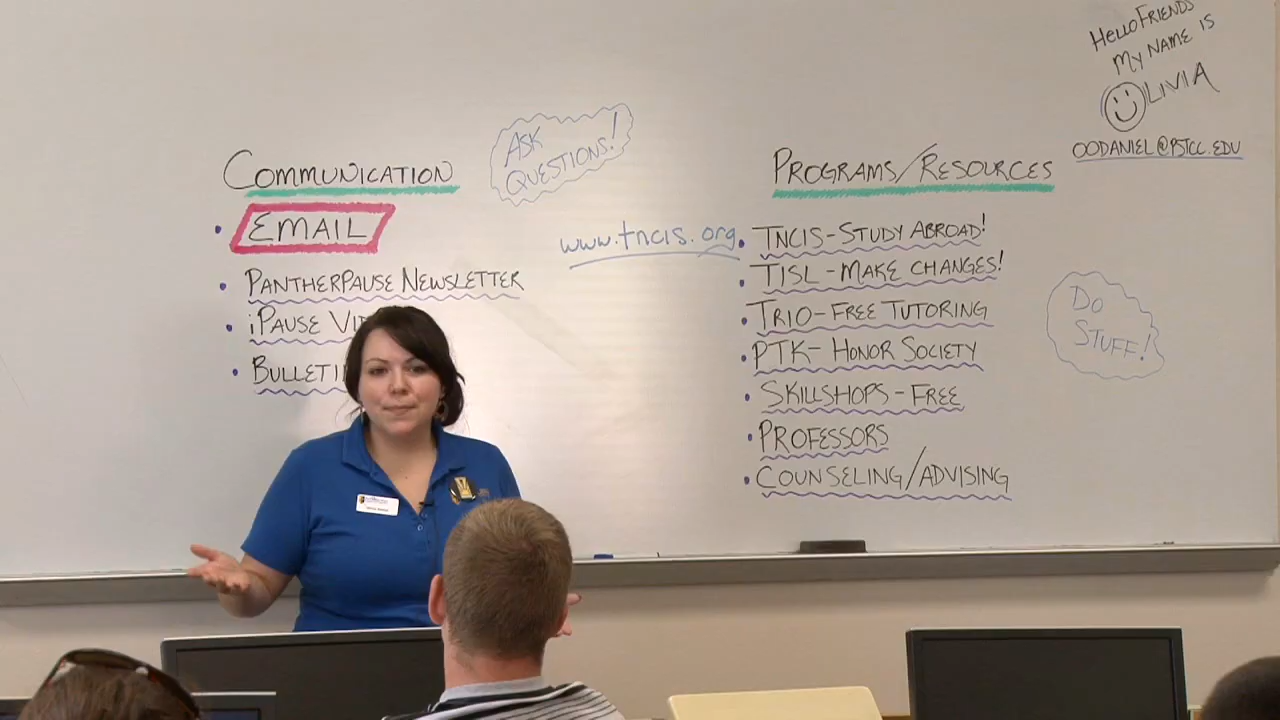 HELLO FRIENDS
MY NAME IS
OLIVIA
OODANIEL@PSTCC.EDU
ASK
QUESTIONS!
COMMUNICATION
• EMAIL
• PANTHERPAUSE NEWSLETTER
• iPAUSE
•
www.tncis.org
PROGRAMS/RESOURCES
• TNCIS-STUDY ABROAD!
• TISL-MAKE CHANGES!
• TRIO-FREE TUTORING
• PTK-HONOR SOCIETY
• SKILLSHOPS-FREE
• PROFESSORS
• COUNSELING/ADVISING
DO
STUFF!